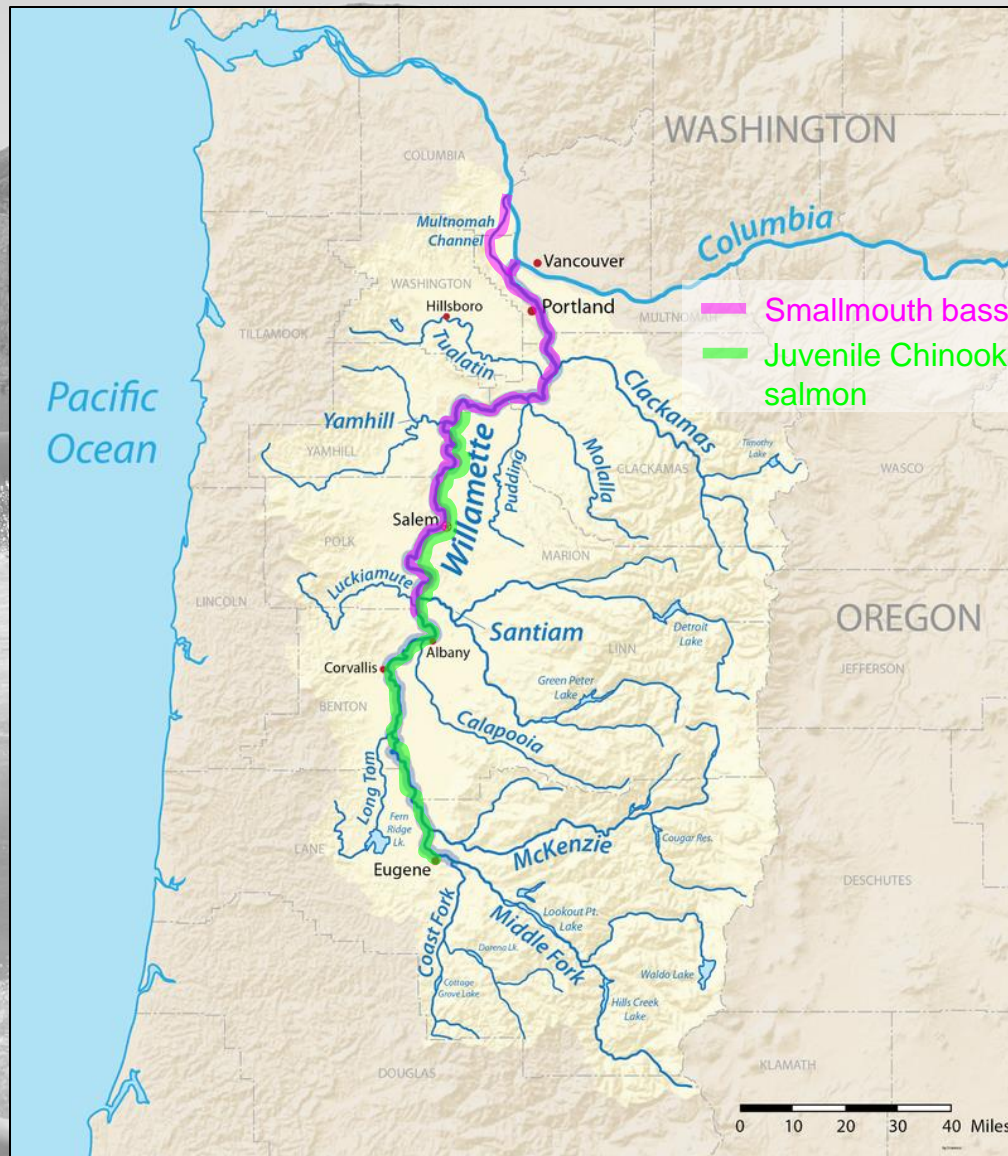 WASHINGTON
COLUMBIA
Multnomah
Channel
Columbia
Vancouver
WASHINGTON
Hillsboro
Portland
MULTNOMAH
Smallmouth bass
Juvenile Chinook
salmon
TILLAMOOK
Tualatin
Clackamas
Pacific
Ocean
Yamhill
YAMHILL
Willamette
Pudding
Molalla
CLACKAMAS
Timothy
Lake
WASCO
Salem
POLK
MARION
Luckiamute
LINCOLN
Santiam
Detroit
Lake
OREGON
Albany
LINN
Corvallis
JEFFERSON
Green Peter
Lake
BENTON
Calapooia
Long Tom
Fern
Ridge
Lk.
McKenzie
Cougar Res.
LANE
Eugene
DESCHUTES
Coast Fork
Middle Fork
Lookout Pt.
Lake
Dorena Lk.
Cottage
Grove Lake
Waldo Lake
Hills Creek
Lake
DOUGLAS
KLAMATH
0 10 20 30 40 Miles